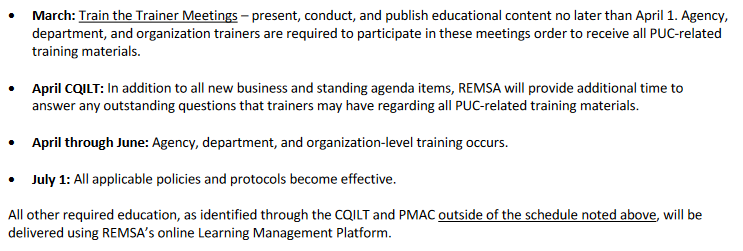 • March: Train the Trainer Meetings – present, conduct, and publish educational content no later than April 1. Agency,
department, and organization trainers are required to participate in these meetings order to receive all PUC-related
training materials.
• April CQILT: In addition to all new business and standing agenda items, REMSA will provide additional time to
answer any outstanding questions that trainers may have regarding all PUC-related training materials.
• April through June: Agency, department, and organization-level training occurs.
• July 1: All applicable policies and protocols become effective.
All other required education, as identified through the CQILT and PMAC outside of the schedule noted above, will be
delivered using REMSA's online Learning Management Platform.